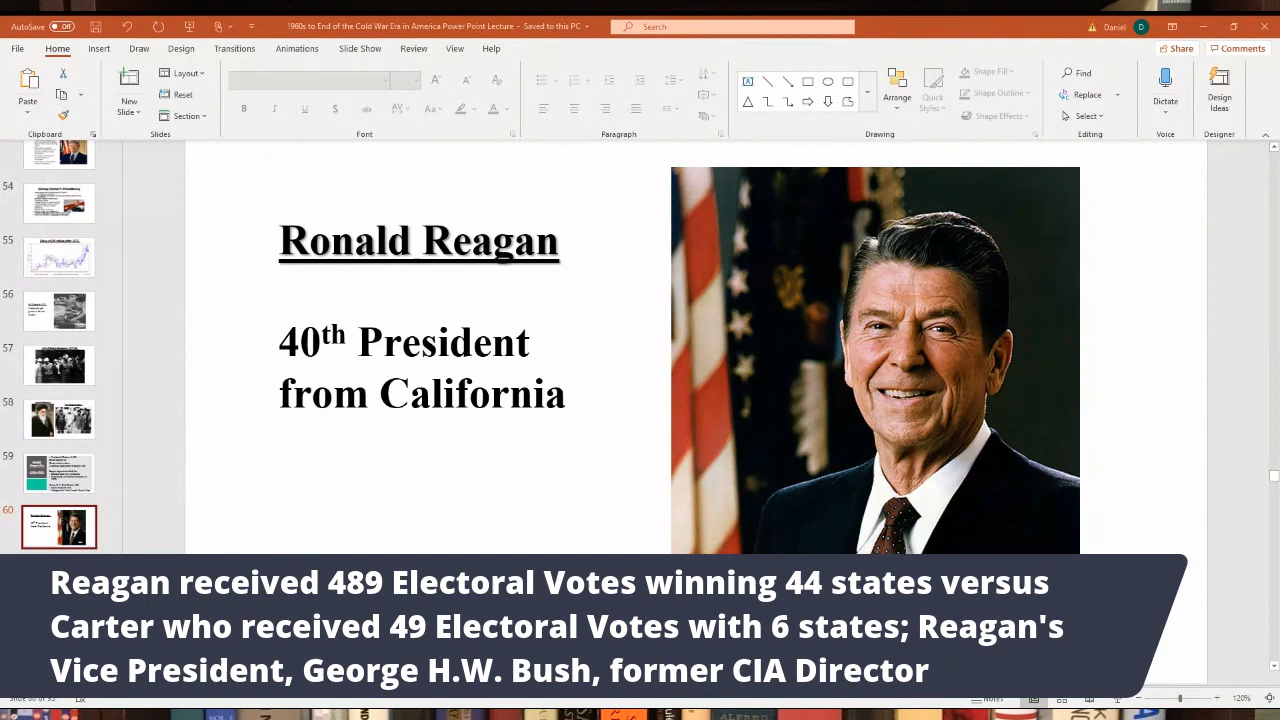 AutoSave Off 1960s to End of the Cold War Era in America Power Point Lecture - Saved to this PC Search Daniel D
File Home Insert Draw Design Transitions Animations Slide Show Review View Help Share Comments
Paste New Slide Layout Reset Section Arrange Quick Styles Shape Fill Shape Outline Shape Effects Find Replace Select Dictate Design Ideas
Clipboard Slides Font Paragraph Drawing Editing Voice Designer
54
55
56
57
58
59
60
Ronald Reagan
40th President
from California
Reagan received 489 Electoral Votes winning 44 states versus
Carter who received 49 Electoral Votes with 6 states; Reagan's
Vice President, George H.W. Bush, former CIA Director
Notes 120%